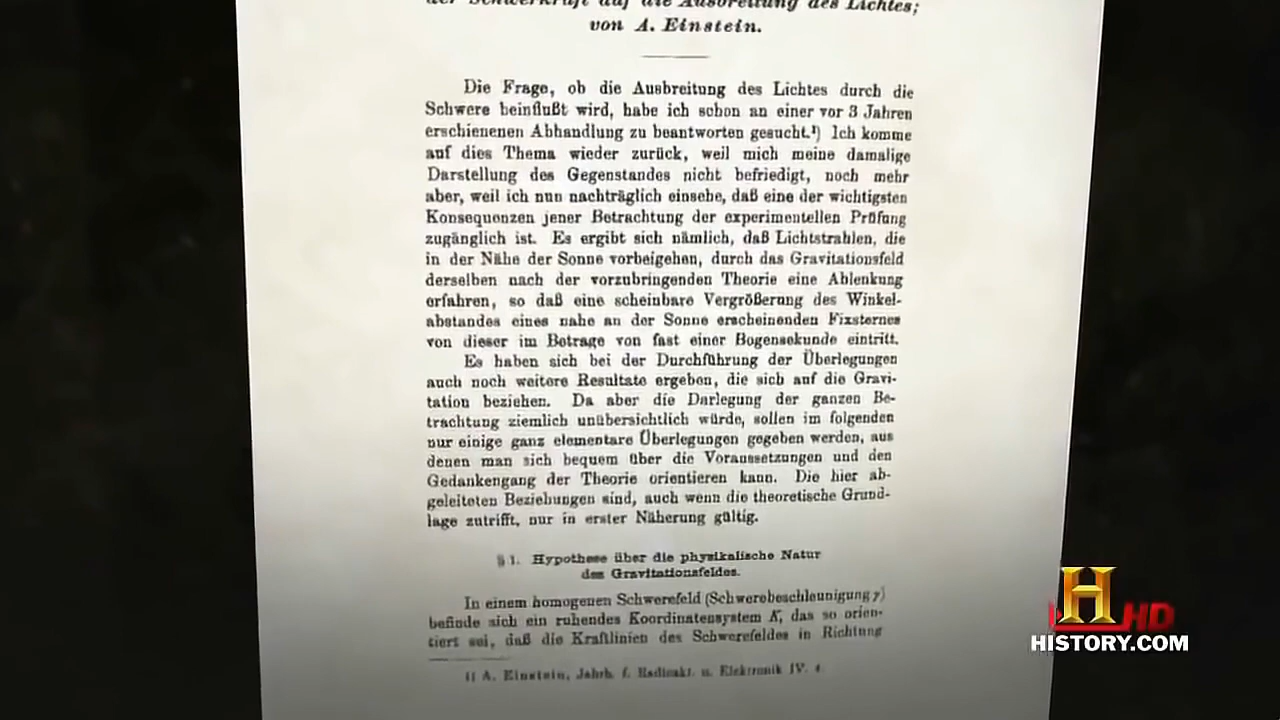 der Schwerkraft auf die Ausbreitung des Lichtes;
von A. Einstein.
Die Frage, ob die Ausbreitung des Lichtes durch die
Schwere beinflußt wird, habe ich schon an einer vor 3 Jahren
erschienenen Abhandlung zu beantworten gesucht.¹) Ich komme
auf dies Thema wieder zurück, weil mich meine damalige
Darstellung des Gegenstandes nicht befriedigt, noch mehr
aber, weil ich nun nachträglich einsehe, daß eine der wichtigsten
Konsequenzen jener Betrachtung der experimentellen Prüfung
zugänglich ist. Es ergibt sich nämlich, daß Lichtstrahlen, die
in der Nähe der Sonne vorbeigehen, durch das Gravitationsfeld
derselben nach der vorzubringenden Theorie eine Ablenkung
erfahren, so daß eine scheinbare Vergrößerung des Winkel-
abstandes eines nahe an der Sonne erscheinenden Fixsternes
von dieser im Betrage von fast einer Bogensekunde eintritt.
Es haben sich bei der Durchführung der Überlegungen
auch noch weitere Resultate ergeben, die sich auf die Gravi-
tation beziehen. Da aber die Darlegung der ganzen Be-
trachtung ziemlich unübersichtlich würde, sollen im folgenden
nur einige ganz elementare Überlegungen gegeben werden, aus
denen man sich bequem über die Voraussetzungen und den
Gedankengang der Theorie orientieren kann. Die hier ab-
geleiteten Beziehungen sind, auch wenn die theoretische Grund-
lage zutrifft, nur in erster Näherung gültig.
§ 1. Hypothese über die physikalische Natur
des Gravitationsfeldes.
In einem homogenen Schwerefeld (Schwerebeschleunigung γ)
befinde sich ein ruhendes Koordinatensystem K, das so orien-
tiert sei, daß die Kraftlinien des Schwerefeldes in Richtung
1) A. Einstein, Jahrb. f. Radioakt. u. Elektronik IV. 4.
H HD
HISTORY.COM